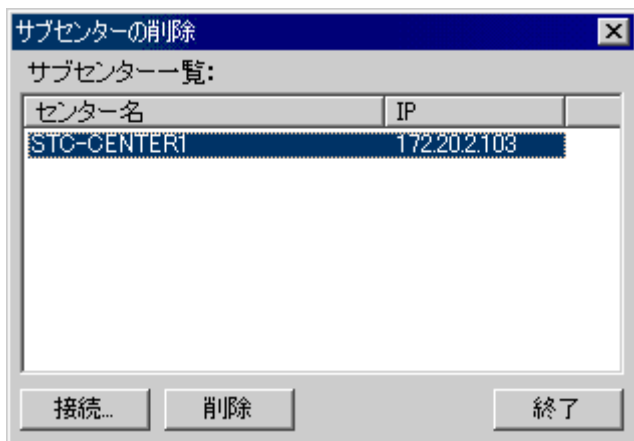 サブセンターの削除
サブセンター一覧:
センター名 IP
STC-CENTER1 172.20.2.103
接続... 削除 終了